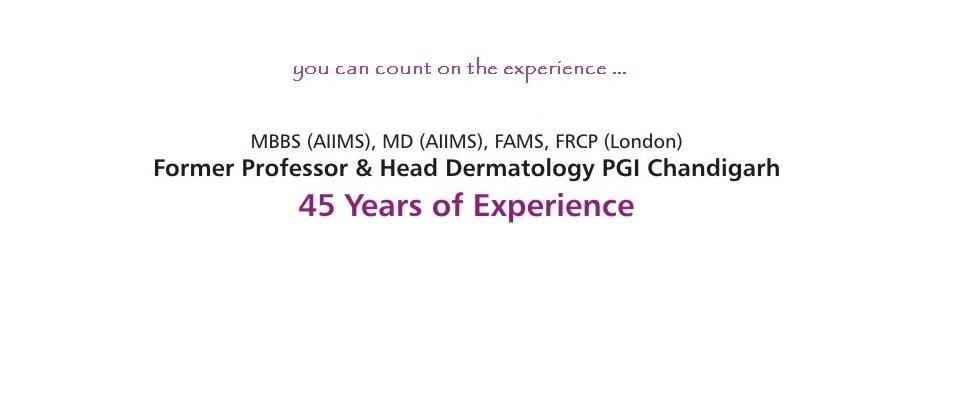 you can count on the experience ...
MBBS (AIIMS), MD (AIIMS), FAMS, FRCP (London)
Former Professor & Head Dermatology PGI Chandigarh
45 Years of Experience